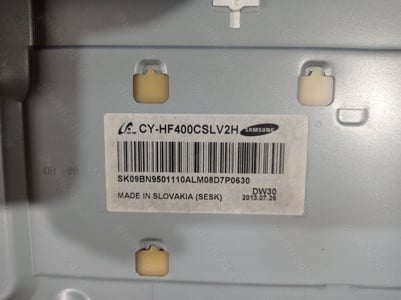 CY-HF400CSLV2H SAMSUNG
SK09BN9501110ALM08D7P0630
DW30
MADE IN SLOVAKIA (SESK) 2013.07.26